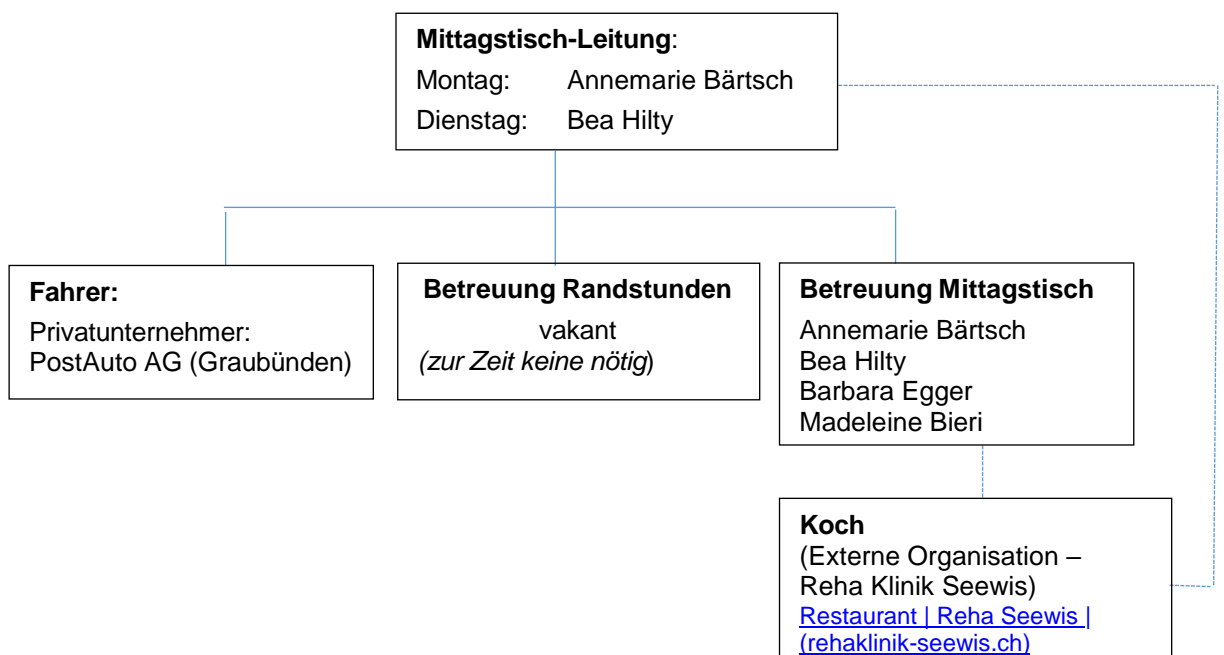 Mittagstisch-Leitung:
Montag: Annemarie Bärtsch
Dienstag: Bea Hilty
Fahrer:
Privatunternehmer:
PostAuto AG (Graubünden)
Betreuung Randstunden
vakant
(zur Zeit keine nötig)
Betreuung Mittagstisch
Annemarie Bärtsch
Bea Hilty
Barbara Egger
Madeleine Bieri
Koch
(Externe Organisation –
Reha Klinik Seewis)
Restaurant | Reha Seewis |
(rehaklinik-seewis.ch)